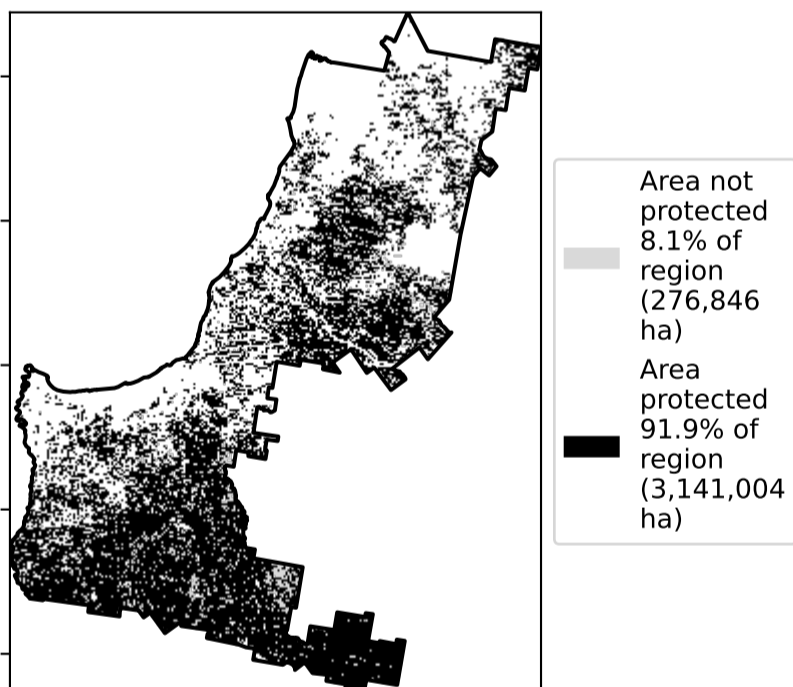 Area not
protected
8.1% of
region
(276,846
ha)
Area
protected
91.9% of
region
(3,141,004
ha)